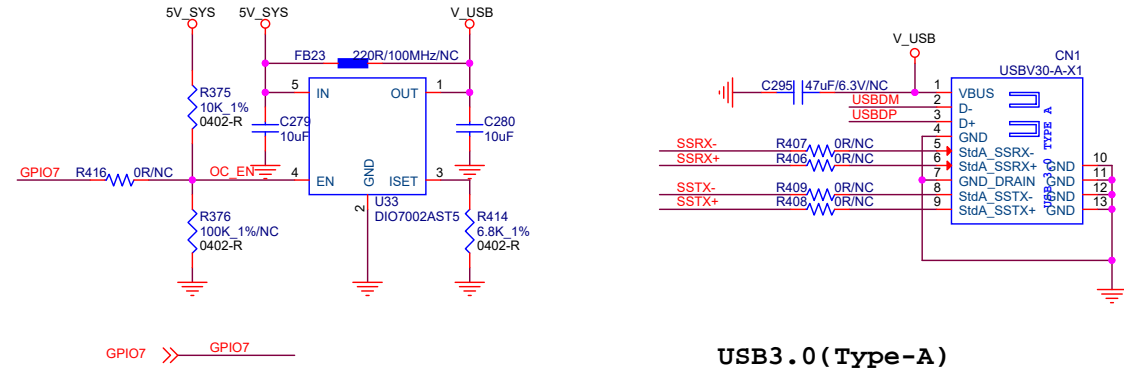 5V_SYS
5V_SYS
V_USB
FB23
220R/100MHz/NC
R375
10K_1%
0402-R
5
IN
OUT
1
C279
10uF
C280
10uF
GPIO7
R416
0R/NC
OC_EN
4
EN
GND
ISET
3
2
U33
DIO7002AST5
R376
100K_1%/NC
0402-R
R414
6.8K_1%
0402-R
GPIO7
GPIO7
V_USB
CN1
USBV30-A-X1
C295
47uF/6.3V/NC
USBDM
USBDP
1
VBUS
2
D-
3
D+
4
GND
SSRX-
R407
0R/NC
5
StdA_SSRX-
SSRX+
R406
0R/NC
6
StdA_SSRX+
GND
10
7
GND_DRAIN
GND
11
SSTX-
R409
0R/NC
8
StdA_SSTX-
GND
12
SSTX+
R408
0R/NC
9
StdA_SSTX+
GND
13
USB 3.0 TYPE A
USB3.0(Type-A)